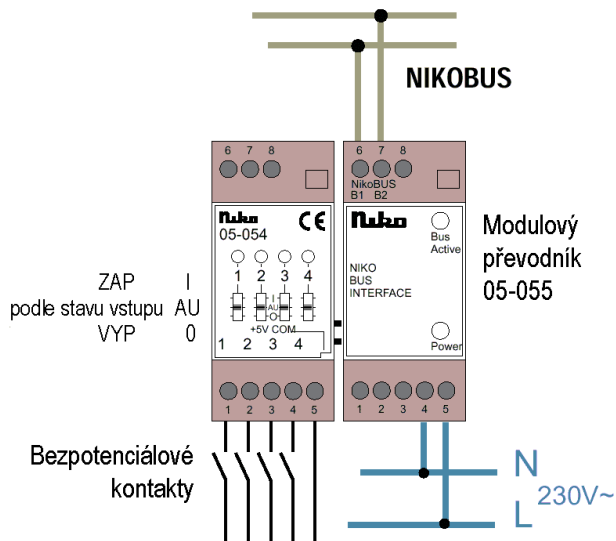 NIKOBUS
6 7 8
6 7 8
NikoBUS
B1 B2
Niko CE
05-054
1 2 3 4
I
AU
O
+5V COM
1 2 3 4
1 2 3 4 5
Niko
Bus
Active
NIKO
BUS
INTERFACE
Power
1 2 3 4 5
Modulový
převodník
05-055
ZAP I
podle stavu vstupu AU
VYP 0
Bezpotenciálové
kontakty
N
230V~
L